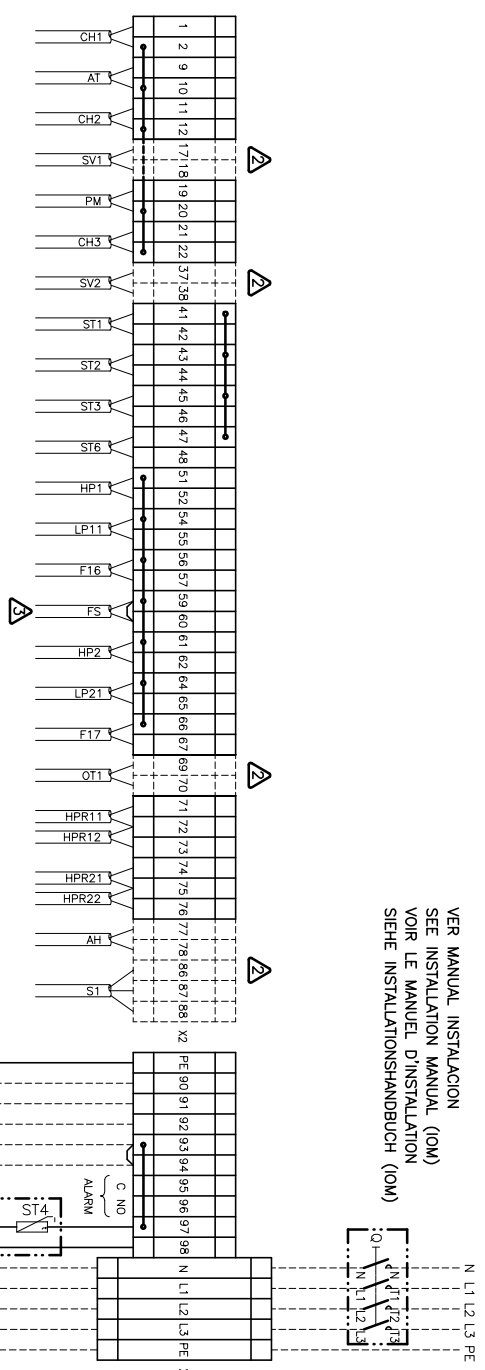 VER MANUAL INSTALACION
SEE INSTALLATION MANUAL (IOM)
VOIR LE MANUEL D'INSTALLATION
SIEHE INSTALLATIONSHANDBUCH (IOM)
N L1 L2 L3 PE
Q
N T1 T2 T3
N L1 L2 L3
2
2
2
2
1 2 9 10 11 12 17 18 19 20 21 22 37 38 41 42 43 44 45 46 47 48 51 52 54 55 56 57 59 60 61 62 64 65 66 67 69 70 71 72 73 74 75 76 77 78 86 87 88 X2
PE 90 91 92 93 94 95 96 97 98
N L1 L2 L3 PE
CH1
AT
CH2
SV1
PM
CH3
SV2
ST1
ST2
ST3
ST6
HP1
LP11
F16
FS
HP2
LP21
F17
OT1
HPR11
HPR12
HPR21
HPR22
AH
S1
3
C NO
ALARM
ST4